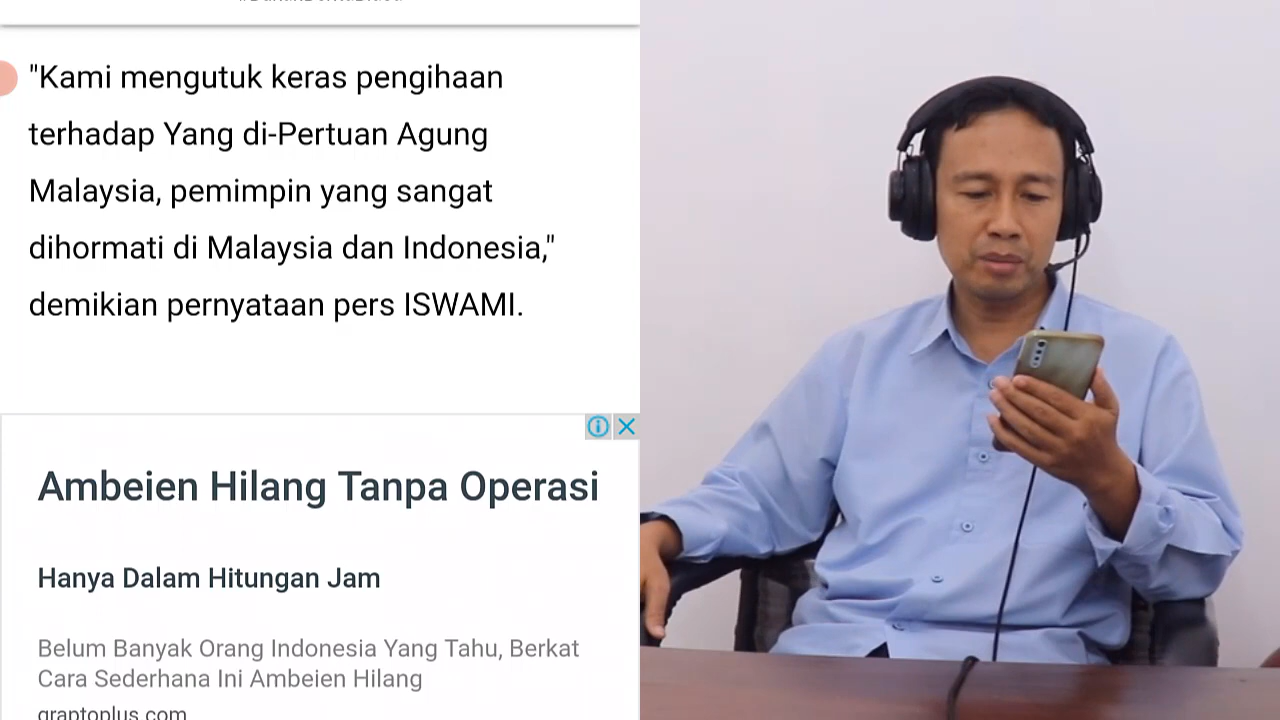 "Kami mengutuk keras pengihaan
terhadap Yang di-Pertuan Agung
Malaysia, pemimpin yang sangat
dihormati di Malaysia dan Indonesia,"
demikian pernyataan pers ISWAMI.
Ambeien Hilang Tanpa Operasi
Hanya Dalam Hitungan Jam
Belum Banyak Orang Indonesia Yang Tahu, Berkat
Cara Sederhana Ini Ambeien Hilang
graptoplus.com